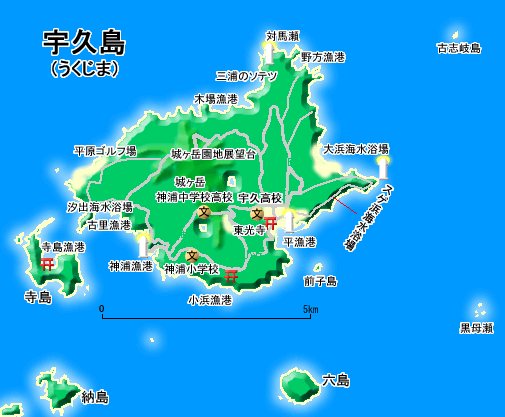 宇久島
(うくじま)
対馬瀬
野方漁港
古志岐島
三浦のソテツ
木場漁港
平原ゴルフ場
城ヶ岳園地展望台
大浜海水浴場
城ヶ岳
神浦中学校高校
宇久高校
スゲ浜海水浴場
汐出海水浴場
古里漁港
文
文
東光寺
平漁港
寺島漁港
神浦漁港
文
神浦小学校
寺島
小浜漁港
前子島
0
5km
黒母瀬
納島
六島